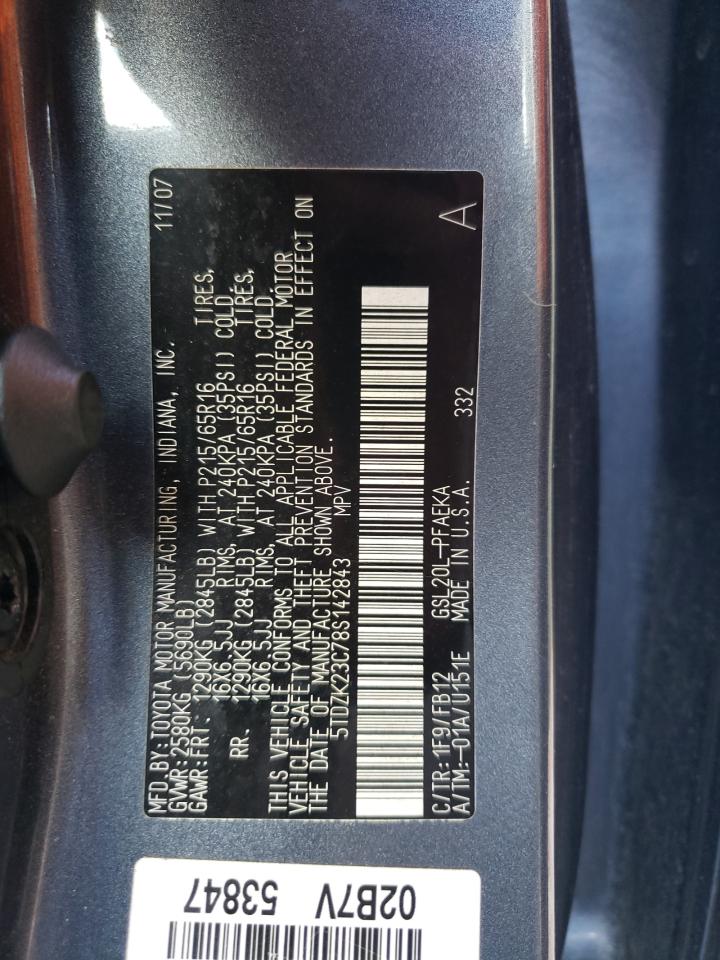 MFD.BY:TOYOTA MOTOR MANUFACTURING, INDIANA, INC. 11/07
GVWR:2580KG (5690LB)
GAWR:FRT: 1290KG (2845LB) WITH P215/65R16 TIRES,
16X6.5JJ RIMS, AT 240KPA (35PSI) COLD
RR. 1290KG (2845LB) WITH P215/65R16 TIRES,
16X6.5JJ RIMS, AT 240KPA (35PSI) COLD
THIS VEHICLE CONFORMS TO ALL APPLICABLE FEDERAL MOTOR
VEHICLE SAFETY AND THEFT PREVENTION STANDARDS IN EFFECT ON
THE DATE OF MANUFACTURE SHOWN ABOVE.
5TDZK23C78S142843 MPV
C/TR:1F9/FB12 GSL20L-PFAEKA
A/TM:-01A/U151E MADE IN U.S.A. 332 A
02B7V 53847